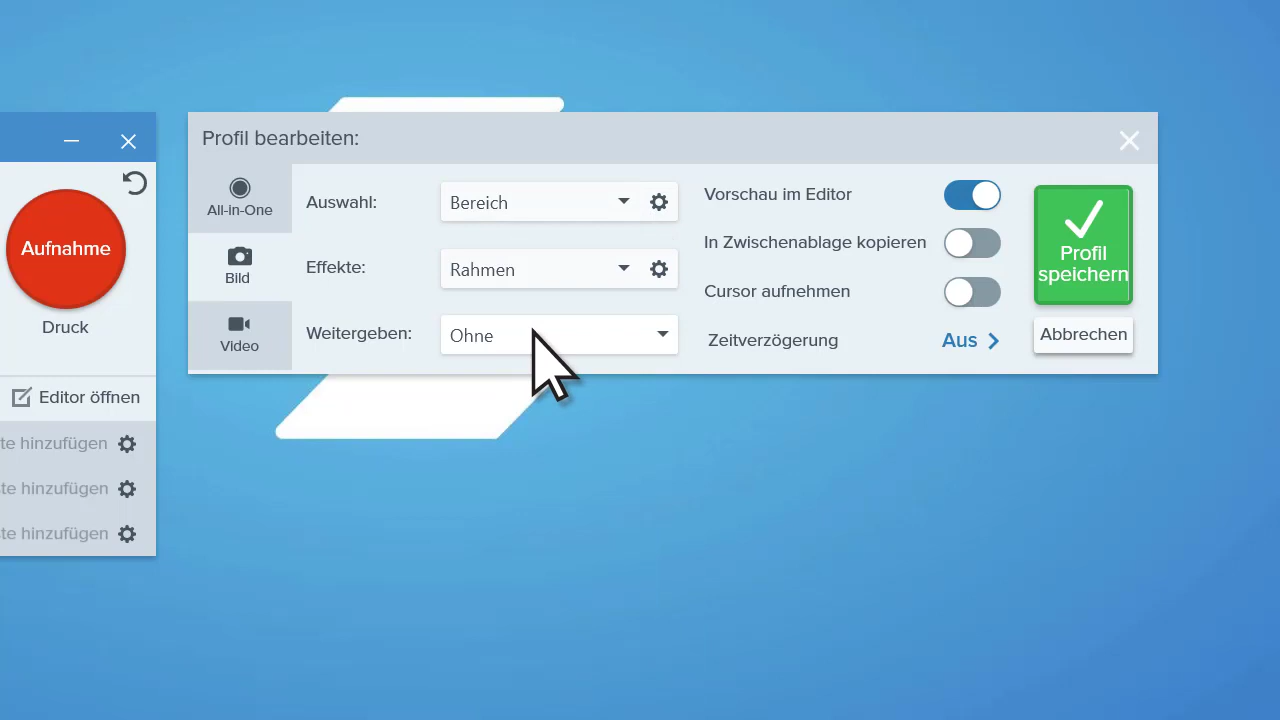 Profil bearbeiten:
Aufnahme
Druck
Editor öffnen
te hinzufügen
ste hinzufügen
te hinzufügen
All-in-One
Bild
Video
Auswahl: Bereich
Effekte: Rahmen
Weitergeben: Ohne
Vorschau im Editor
In Zwischenablage kopieren
Cursor aufnehmen
Zeitverzögerung Aus
Profil
speichern
Abbrechen